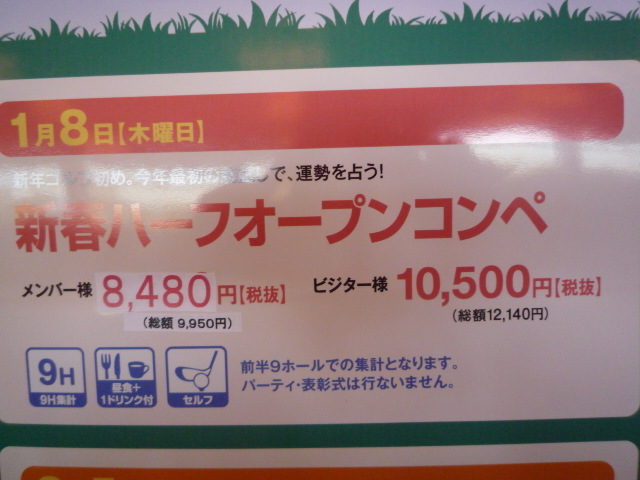 1月8日【木曜日】
新年 初め。今年最初の で、運勢を占う!
新春ハーフオープンコンペ
メンバー様 8,480円【税抜】 ビジター様 10,500円【税抜】
(総額 9,950円) (総額12,140円)
9H
9H集計
昼食+
1ドリンク付
セルフ
前半9ホールでの集計となります。
パーティ・表彰式は行ないません。